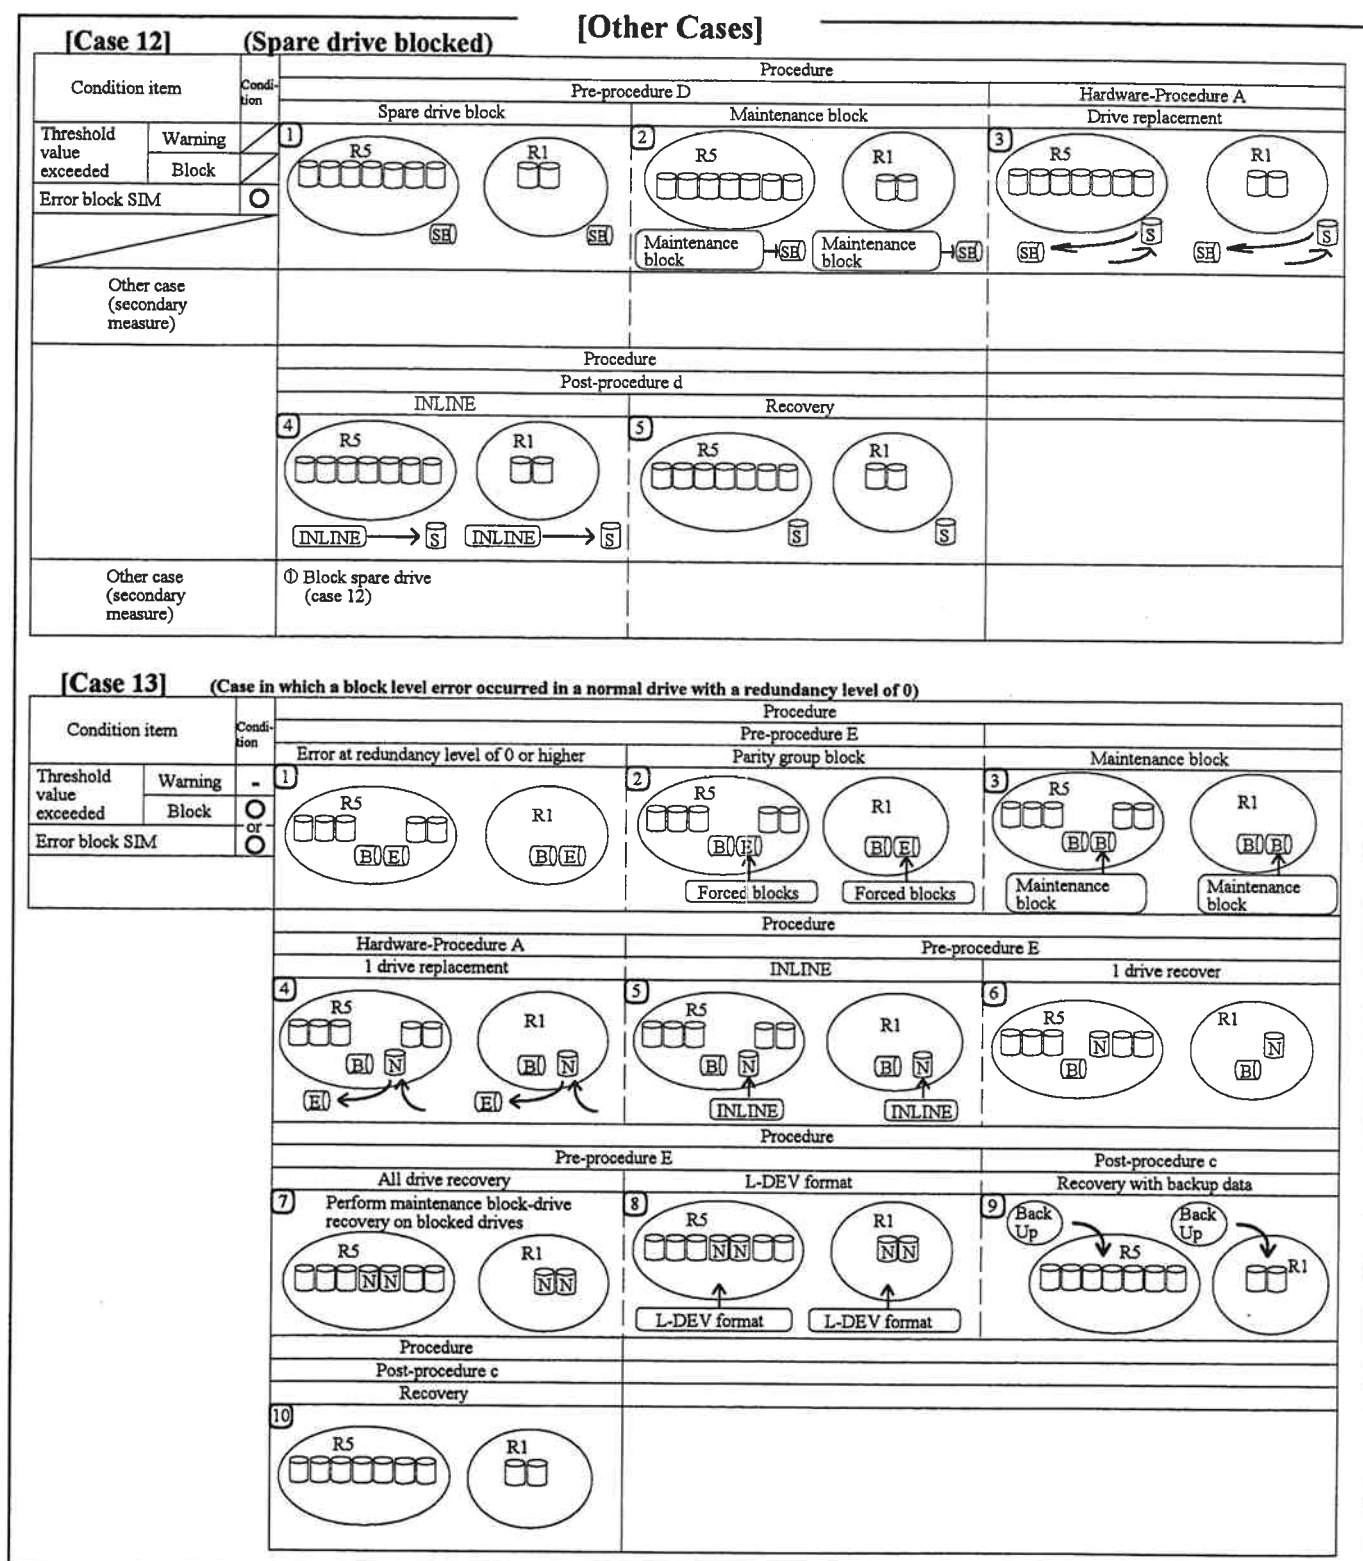 [Other Cases]
[Case 12] (Spare drive blocked)
Condition item
Condi-
tion
Procedure
Pre-procedure D
Hardware-Procedure A
Spare drive block
Maintenance block
Drive replacement
Threshold
value
exceeded
Warning
Block
Error block SIM
O
1
R5
R1
SB
SB
2
R5
R1
Maintenance
block
SB
Maintenance
block
SB
3
R5
R1
S
SB
S
SB
Other case
(secondary
measure)
Procedure
Post-procedure d
INLINE
Recovery
4
R5
R1
INLINE
S
INLINE
S
5
R5
R1
S
S
Other case
(secondary
measure)
① Block spare drive
(case 12)
[Case 13] (Case in which a block level error occurred in a normal drive with a redundancy level of 0)
Condition item
Condi-
tion
Procedure
Pre-procedure E
Error at redundancy level of 0 or higher
Parity group block
Maintenance block
Threshold
value
exceeded
Warning
-
Block
O
or
Error block SIM
O
1
R5
B E
R1
B E
2
R5
B E
Forced blocks
R1
B E
Forced blocks
3
R5
B B
Maintenance
block
R1
B B
Maintenance
block
Procedure
Hardware-Procedure A
Pre-procedure E
1 drive replacement
INLINE
1 drive recover
4
R5
B N
E
R1
B N
E
5
R5
B N
INLINE
R1
B N
INLINE
6
R5
N
B
R1
N
B
Procedure
Pre-procedure E
Post-procedure c
All drive recovery
L-DEV format
Recovery with backup data
7
Perform maintenance block-drive
recovery on blocked drives
R5
N N
R1
N N
8
R5
N N
L-DEV format
R1
N N
L-DEV format
9
Back
Up
R5
Back
Up
R1
Procedure
Post-procedure c
Recovery
10
R5
R1